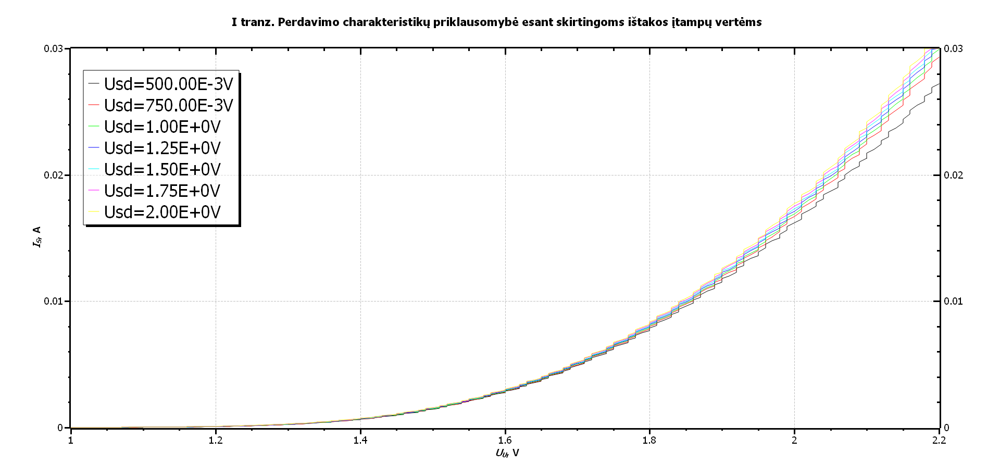 I tranz. Perdavimo charakteristikų priklausomybė esant skirtingoms ištakos įtampų vertėms
0.03
0.02
0.01
0
I_S, A
Usd=500.00E-3V
Usd=750.00E-3V
Usd=1.00E+0V
Usd=1.25E+0V
Usd=1.50E+0V
Usd=1.75E+0V
Usd=2.00E+0V
0.03
0.02
0.01
0
1 1.2 1.4 1.6 1.8 2 2.2
U_U, V